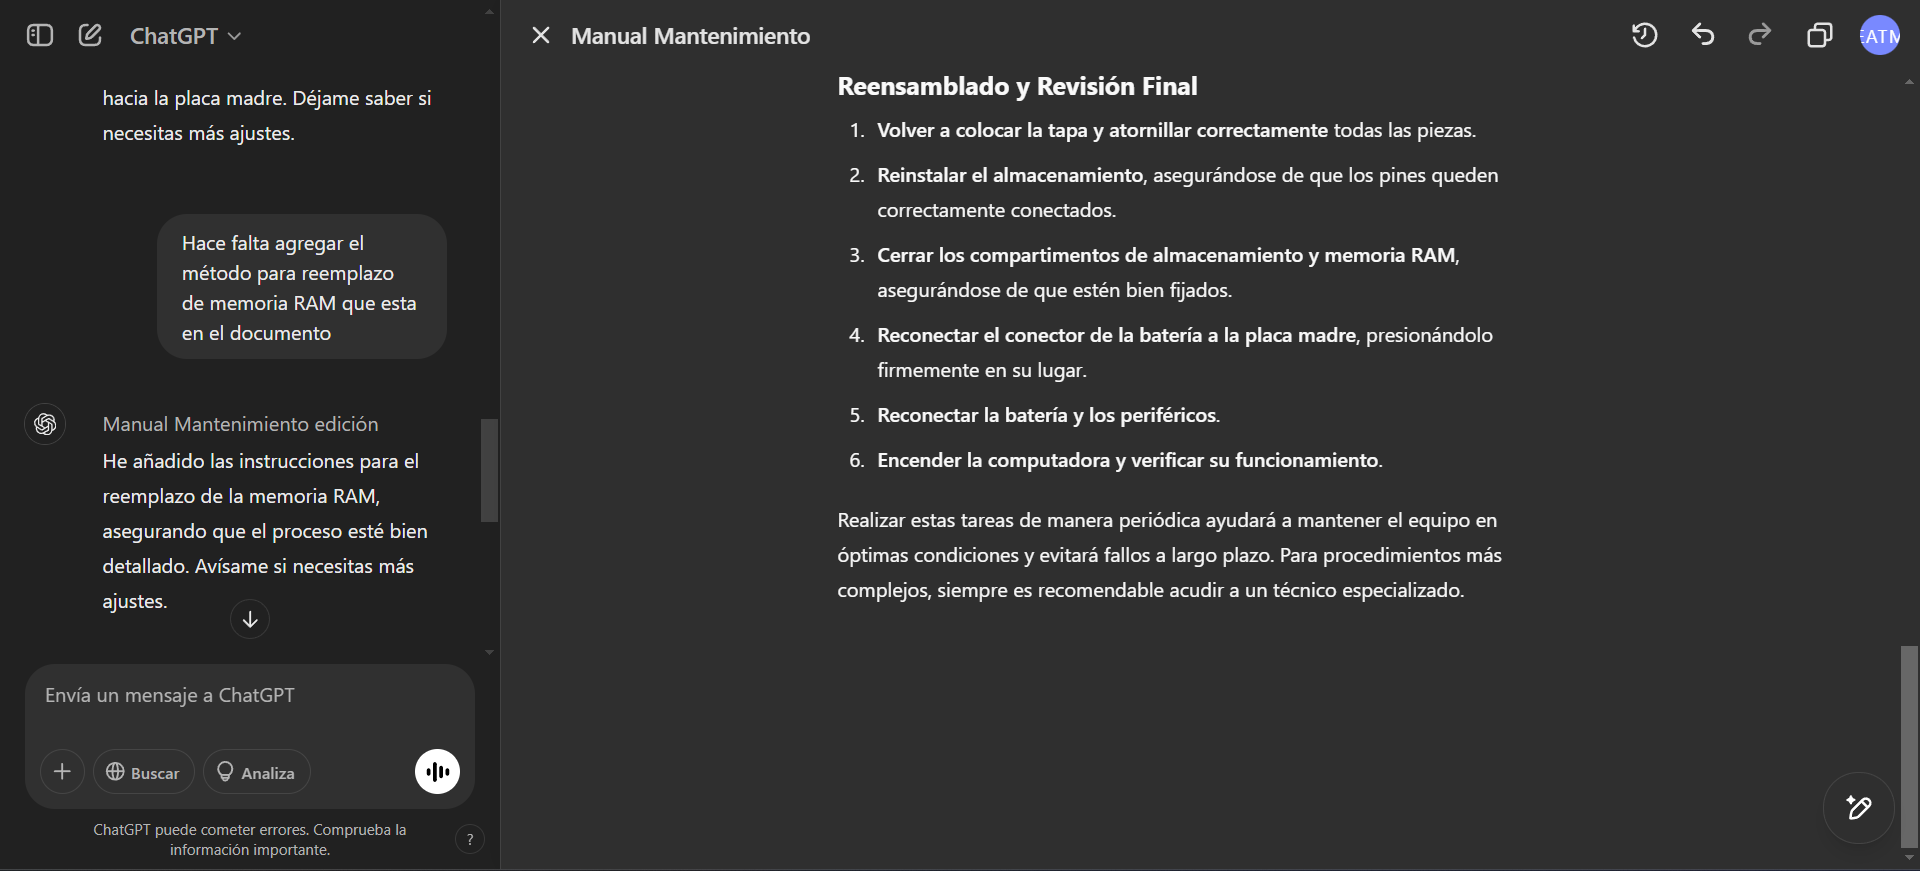 ChatGPT
hacia la placa madre. Déjame saber si
necesitas más ajustes.
Hace falta agregar el
método para reemplazo
de memoria RAM que esta
en el documento
Manual Mantenimiento edición
He añadido las instrucciones para el
reemplazo de la memoria RAM,
asegurando que el proceso esté bien
detallado. Avísame si necesitas más
ajustes.
Envía un mensaje a ChatGPT
Buscar
Analiza
ChatGPT puede cometer errores. Comprueba la
información importante.
?
Manual Mantenimiento
EATM
Reensamblado y Revisión Final
1. Volver a colocar la tapa y atornillar correctamente todas las piezas.
2. Reinstalar el almacenamiento, asegurándose de que los pines queden
correctamente conectados.
3. Cerrar los compartimentos de almacenamiento y memoria RAM,
asegurándose de que estén bien fijados.
4. Reconectar el conector de la batería a la placa madre, presionándolo
firmemente en su lugar.
5. Reconectar la batería y los periféricos.
6. Encender la computadora y verificar su funcionamiento.
Realizar estas tareas de manera periódica ayudará a mantener el equipo en
óptimas condiciones y evitará fallos a largo plazo. Para procedimientos más
complejos, siempre es recomendable acudir a un técnico especializado.